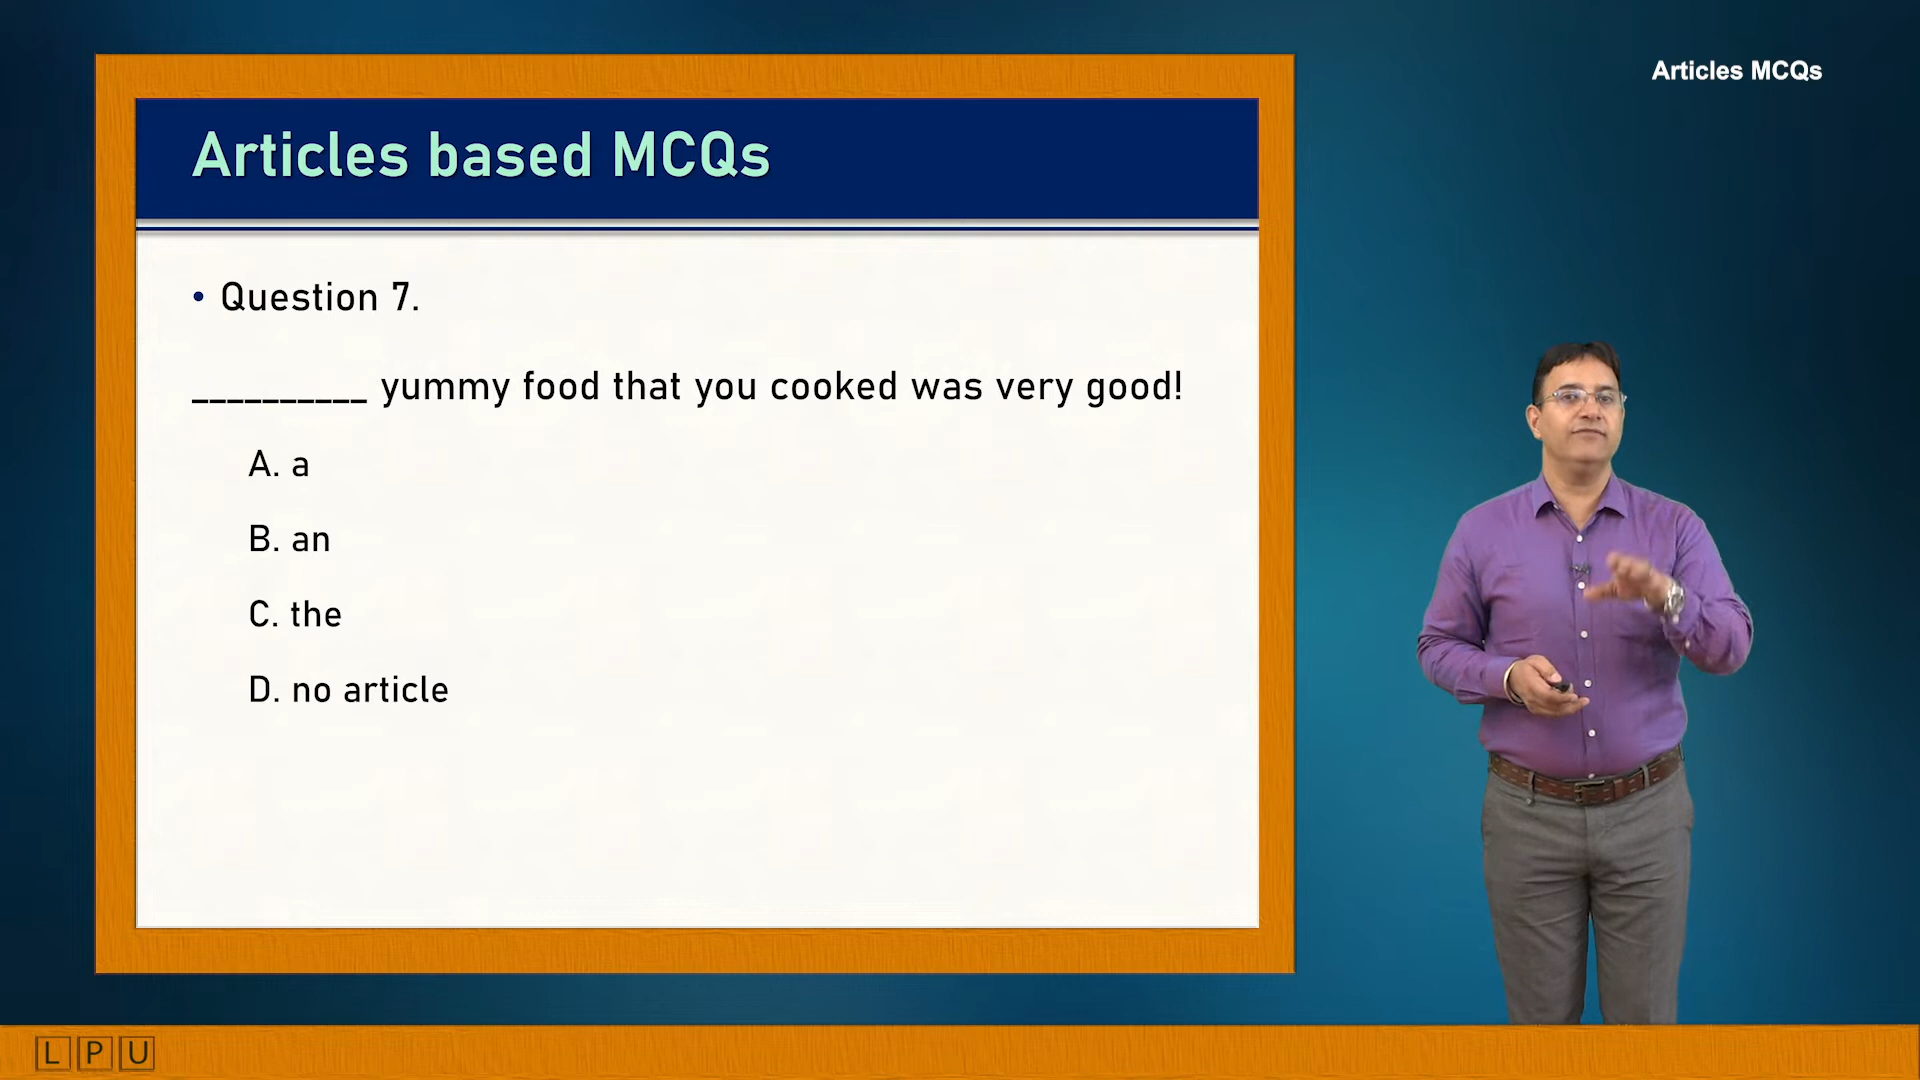 Articles MCQs
Articles based MCQs
• Question 7.
__________ yummy food that you cooked was very good!
A. a
B. an
C. the
D. no article
L P U